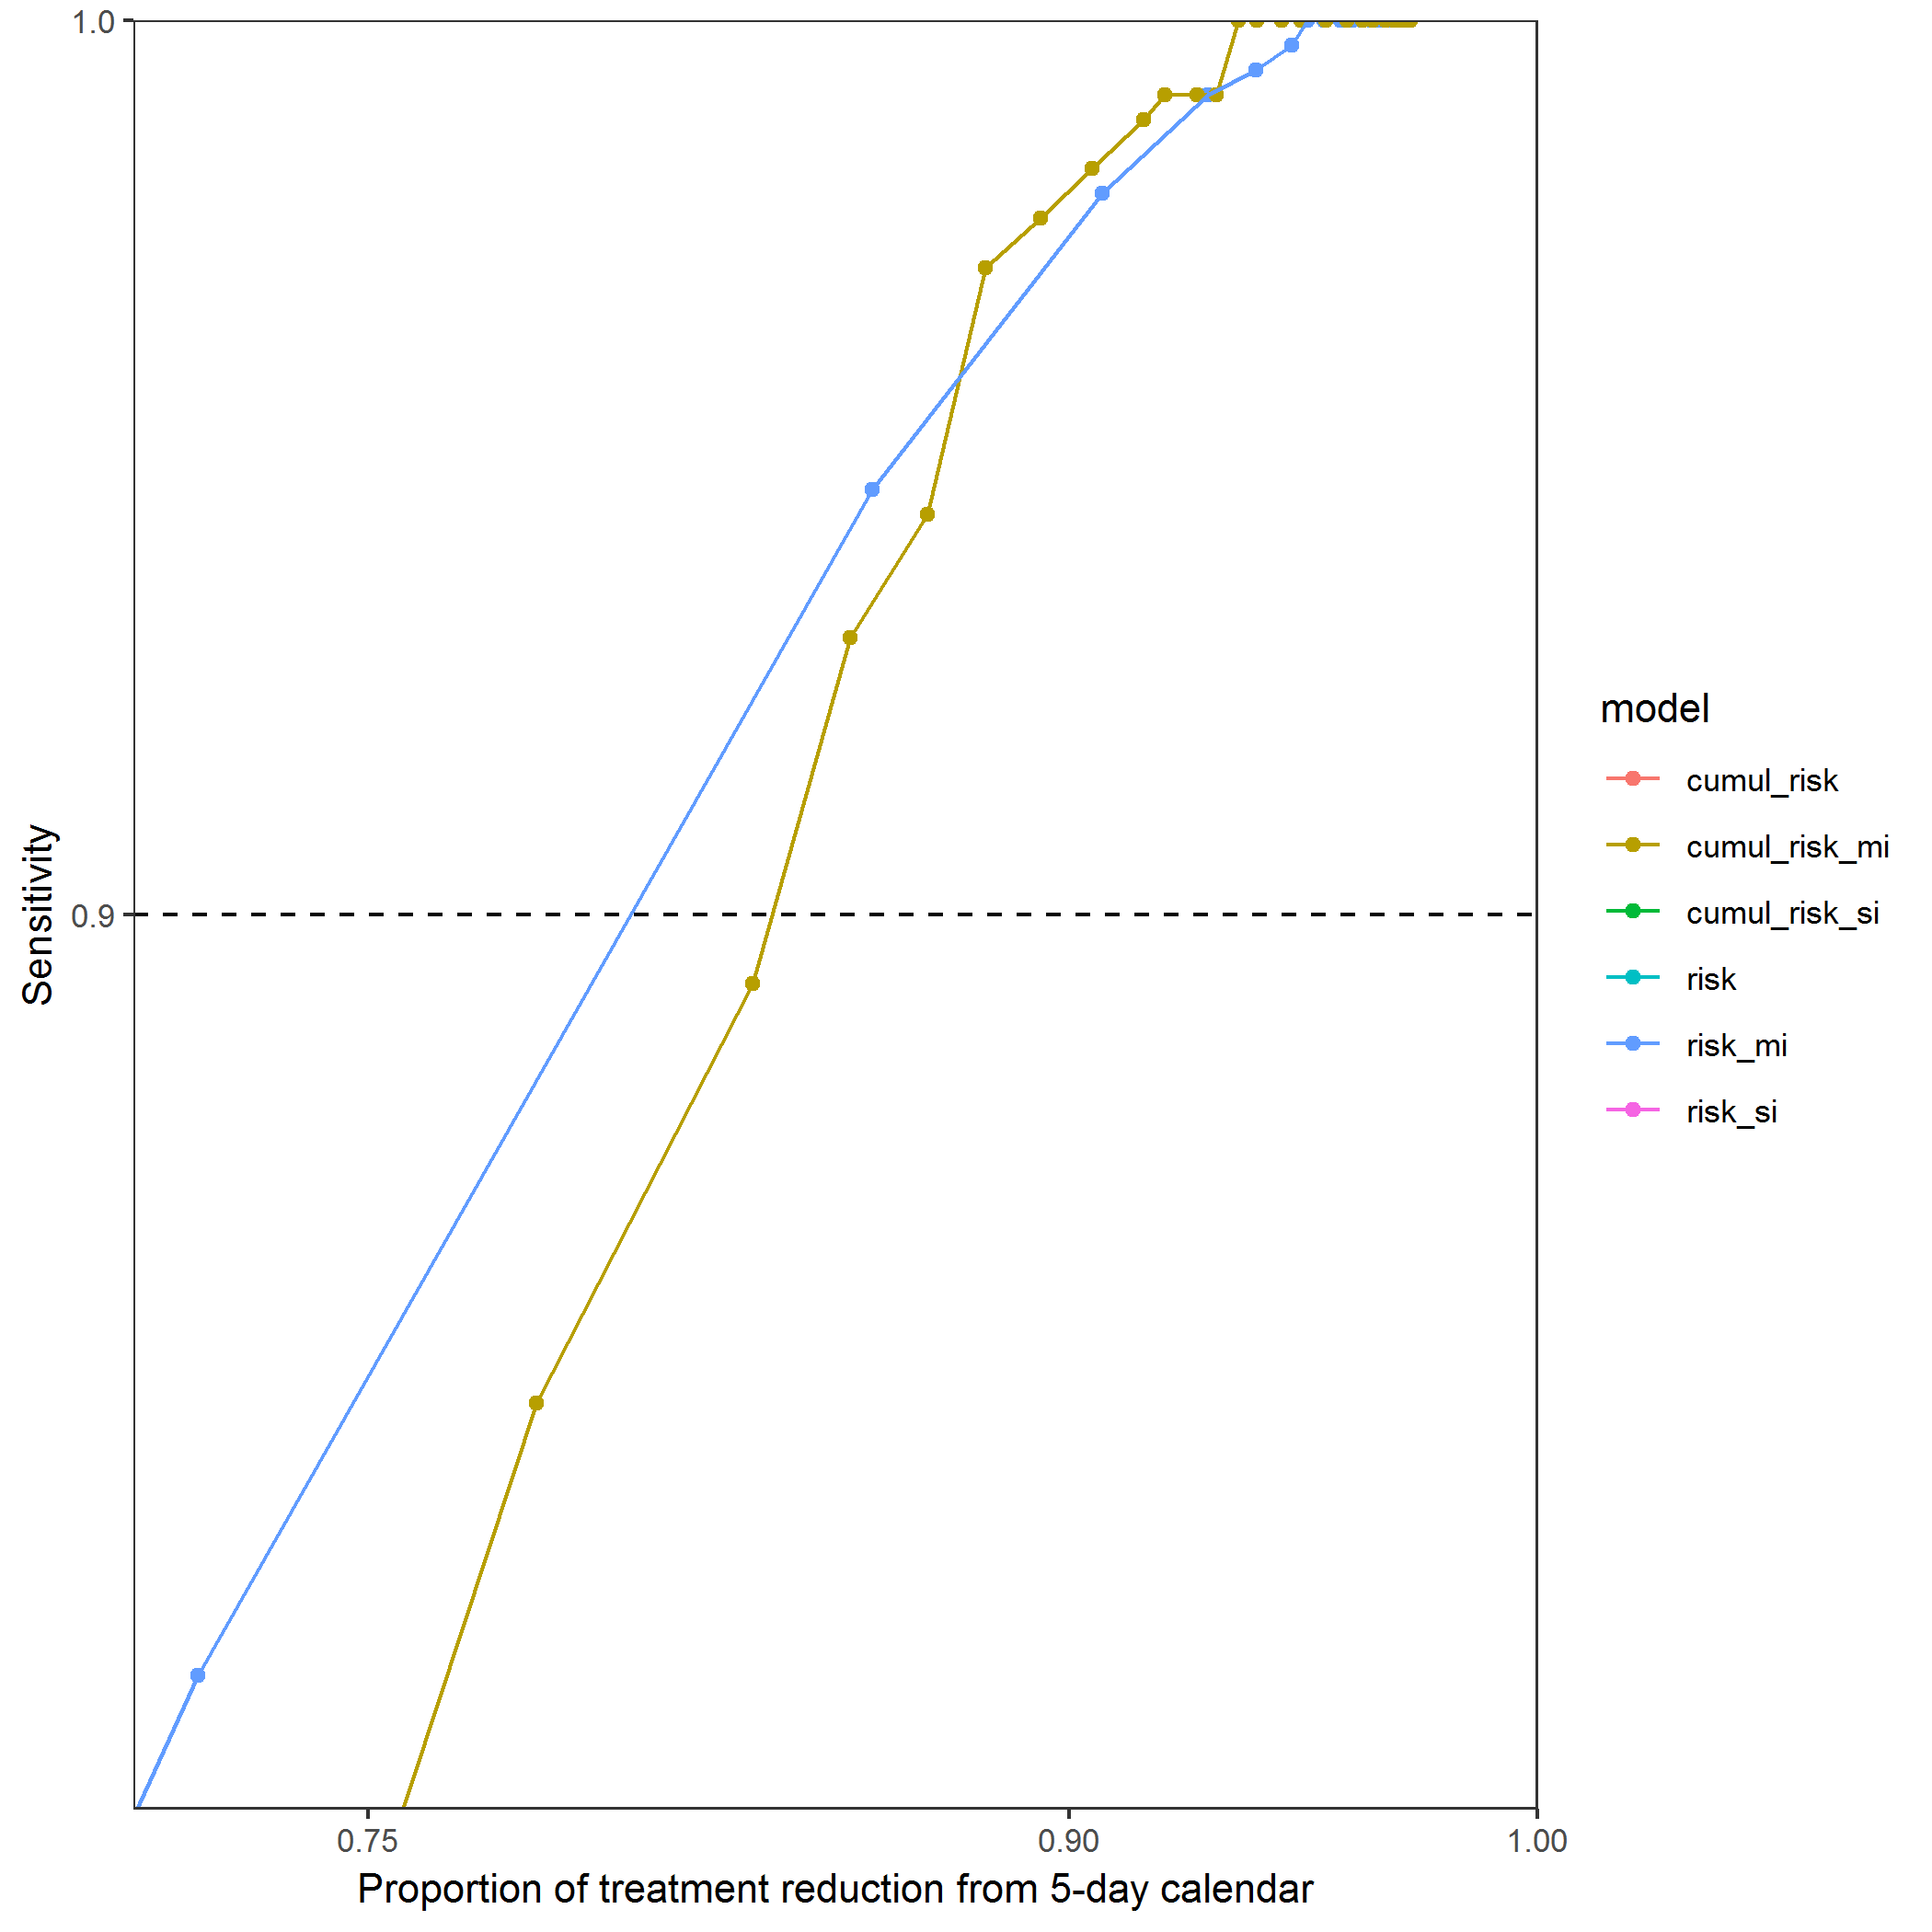 1.0
0.9
Sensitivity
0.75
0.90
1.00
Proportion of treatment reduction from 5-day calendar
model
cumul_risk
cumul_risk_mi
cumul_risk_si
risk
risk_mi
risk_si